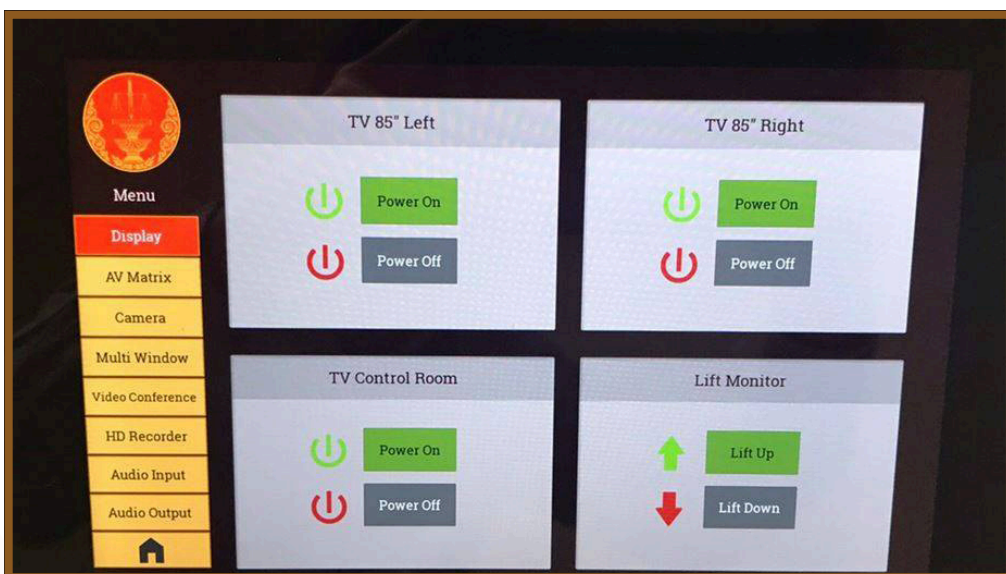 Menu
Display
AV Matrix
Camera
Multi Window
Video Conference
HD Recorder
Audio Input
Audio Output
TV 85" Left
Power On
Power Off
TV 85" Right
Power On
Power Off
TV Control Room
Power On
Power Off
Lift Monitor
Lift Up
Lift Down